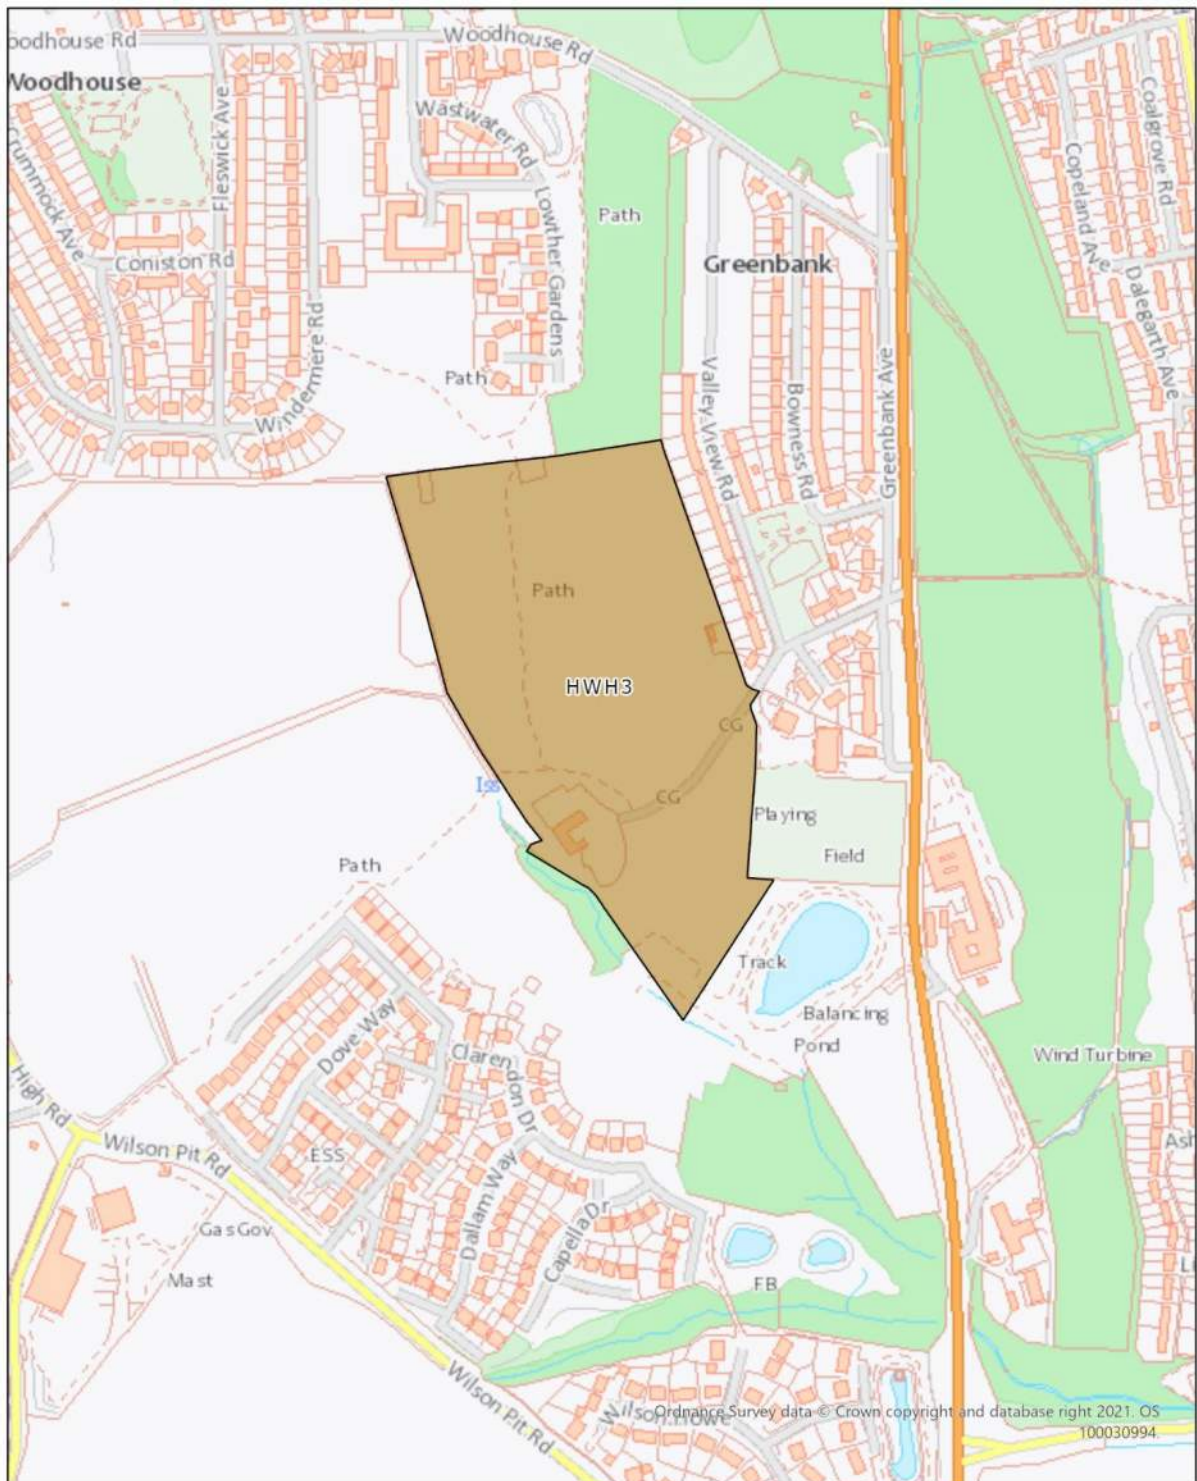 oodhouse Rd
Woodhouse Rd
Woodhouse
Fleswick Ave
Wastwater Rd
Crummock Ave
Coniston Rd
Lowther Gardens
Path
Greenbank
Copeland Ave
Coalgrove Rd
Dalegarth Ave
Windermere Rd
Path
Valley View Rd
Bowness Rd
Greenbank Ave
Path
HWH3
CG
Iss
CG
Playing
Field
Path
Track
Balancing
Pond
Wind Turbine
Dove Way
Clarendon Dr
High Rd
Wilson Pit Rd
ESS
Dallam Way
Capella Dr
Gas Gov
Mast
FB
Wilson Pit Rd
Ordnance Survey data © Crown copyright and database right 2021. OS
100030994.